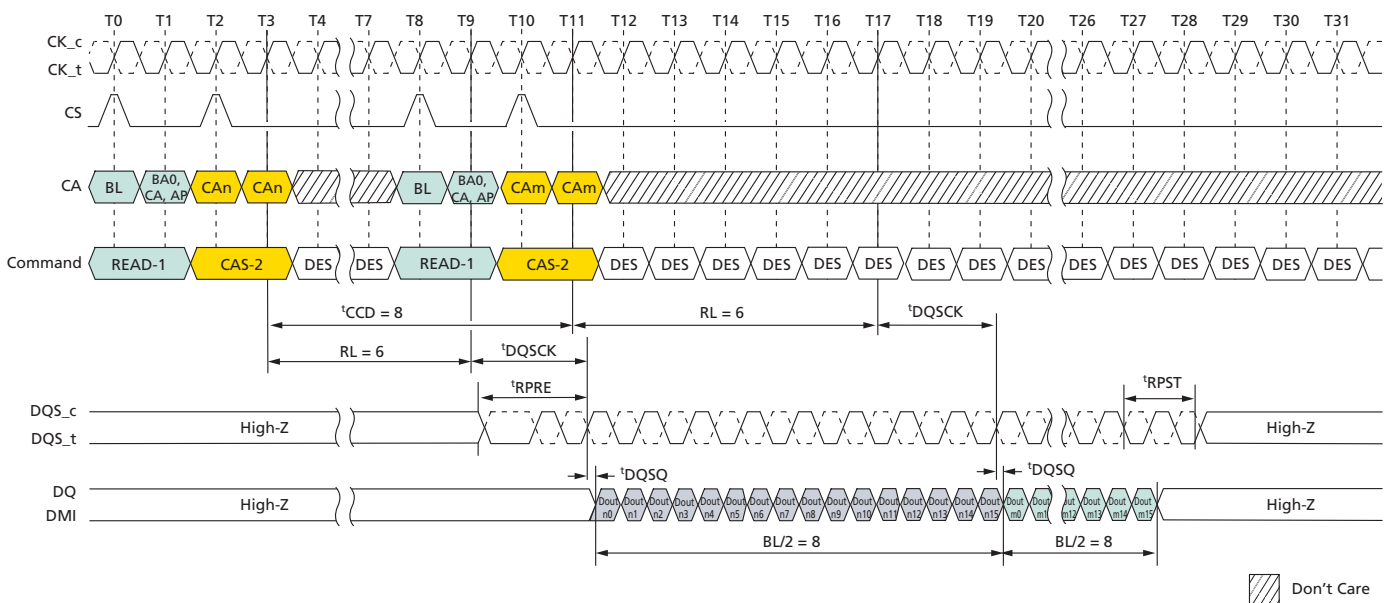 T0 T1 T2 T3 T4 T7 T8 T9 T10 T11 T12 T13 T14 T15 T16 T17 T18 T19 T20 T26 T27 T28 T29 T30 T31
CK_c
CK_t
CS
CA BL BA0, CA, AP CAn CAn BL BA0, CA, AP CAm CAm
Command READ-1 CAS-2 DES DES READ-1 CAS-2 DES DES DES DES DES DES DES DES DES DES DES DES DES DES DES
tCCD = 8 RL = 6 tDQSCK
RL = 6 tDQSCK
tRPRE tRPST
DQS_c
DQS_t
High-Z High-Z
tDQSQ tDQSQ
DQ
DMI
High-Z Dout n0 Dout n1 Dout n2 Dout n3 Dout n4 Dout n5 Dout n6 Dout n7 Dout n8 Dout n9 Dout n10 Dout n11 Dout n12 Dout n13 Dout n14 Dout n15 Dout m0 Dout m1 Dout m12 Dout m13 Dout m14 Dout m15 High-Z
BL/2 = 8 BL/2 = 8
Don't Care